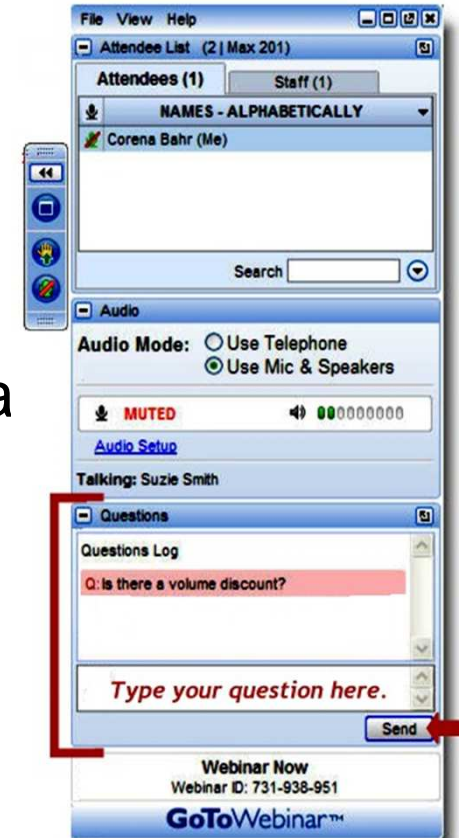 File View Help
Attendee List (2 | Max 201)
Attendees (1) Staff (1)
NAMES - ALPHABETICALLY
Corena Bahr (Me)
Search
Audio
Audio Mode: Use Telephone
Use Mic & Speakers
MUTED
Audio Setup
a
Talking: Suzie Smith
Questions
Questions Log
Q: Is there a volume discount?
Type your question here.
Send
Webinar Now
Webinar ID: 731-938-951
GoToWebinar™